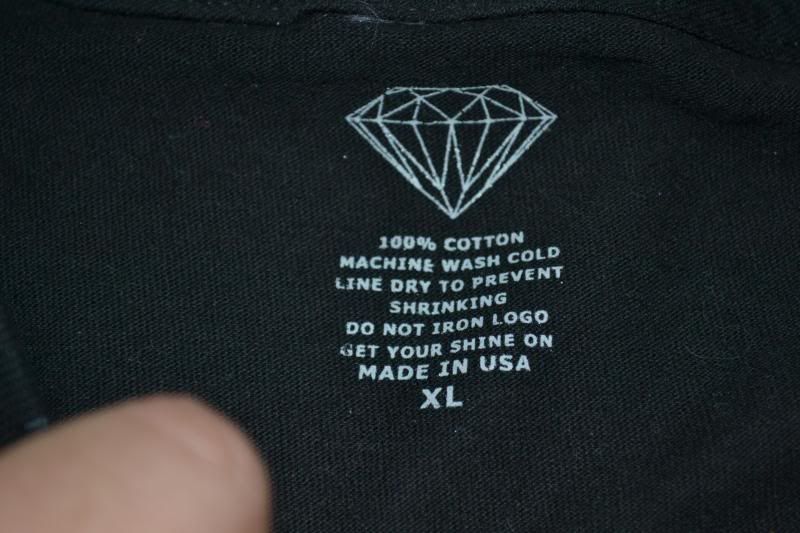 100% COTTON
MACHINE WASH COLD
LINE DRY TO PREVENT
SHRINKING
DO NOT IRON LOGO
GET YOUR SHINE ON
MADE IN USA
XL